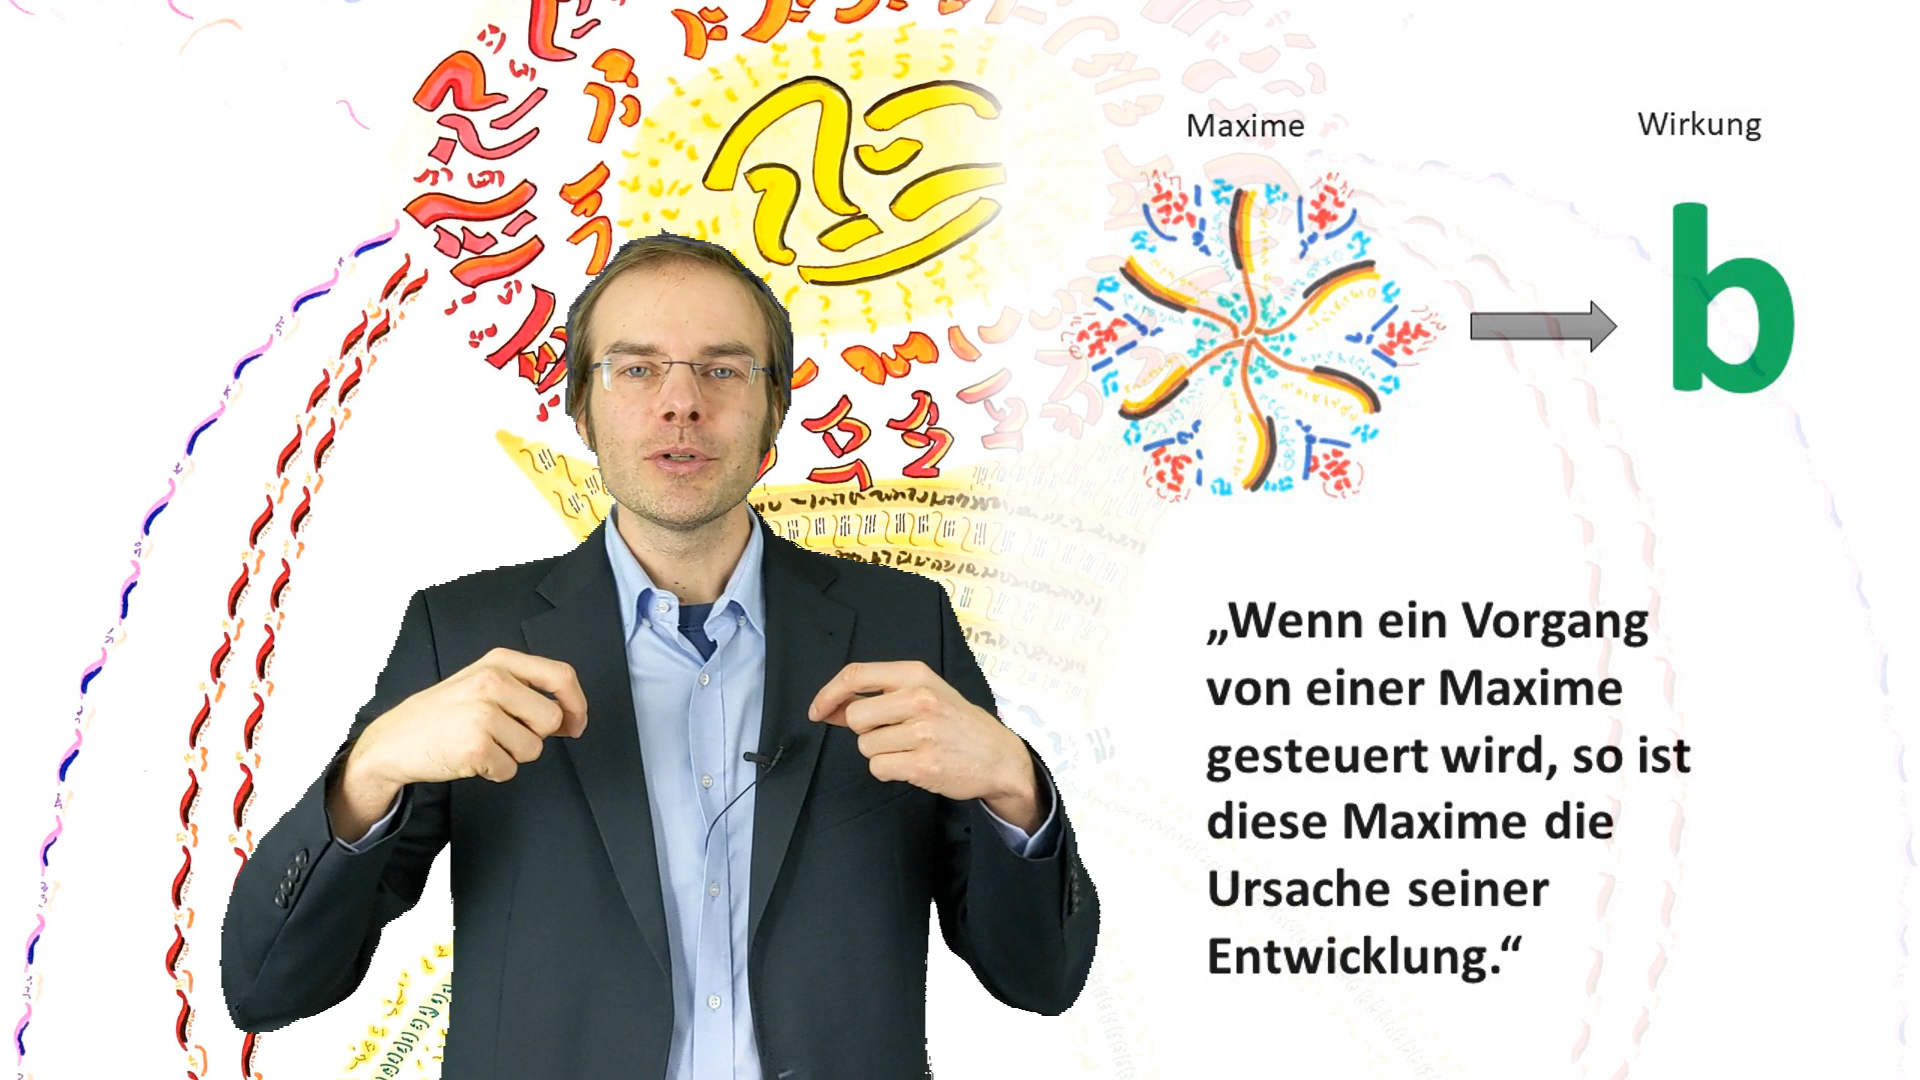 Maxime
Wirkung
b
„Wenn ein Vorgang
von einer Maxime
gesteuert wird, so ist
diese Maxime die
Ursache seiner
Entwicklung.“